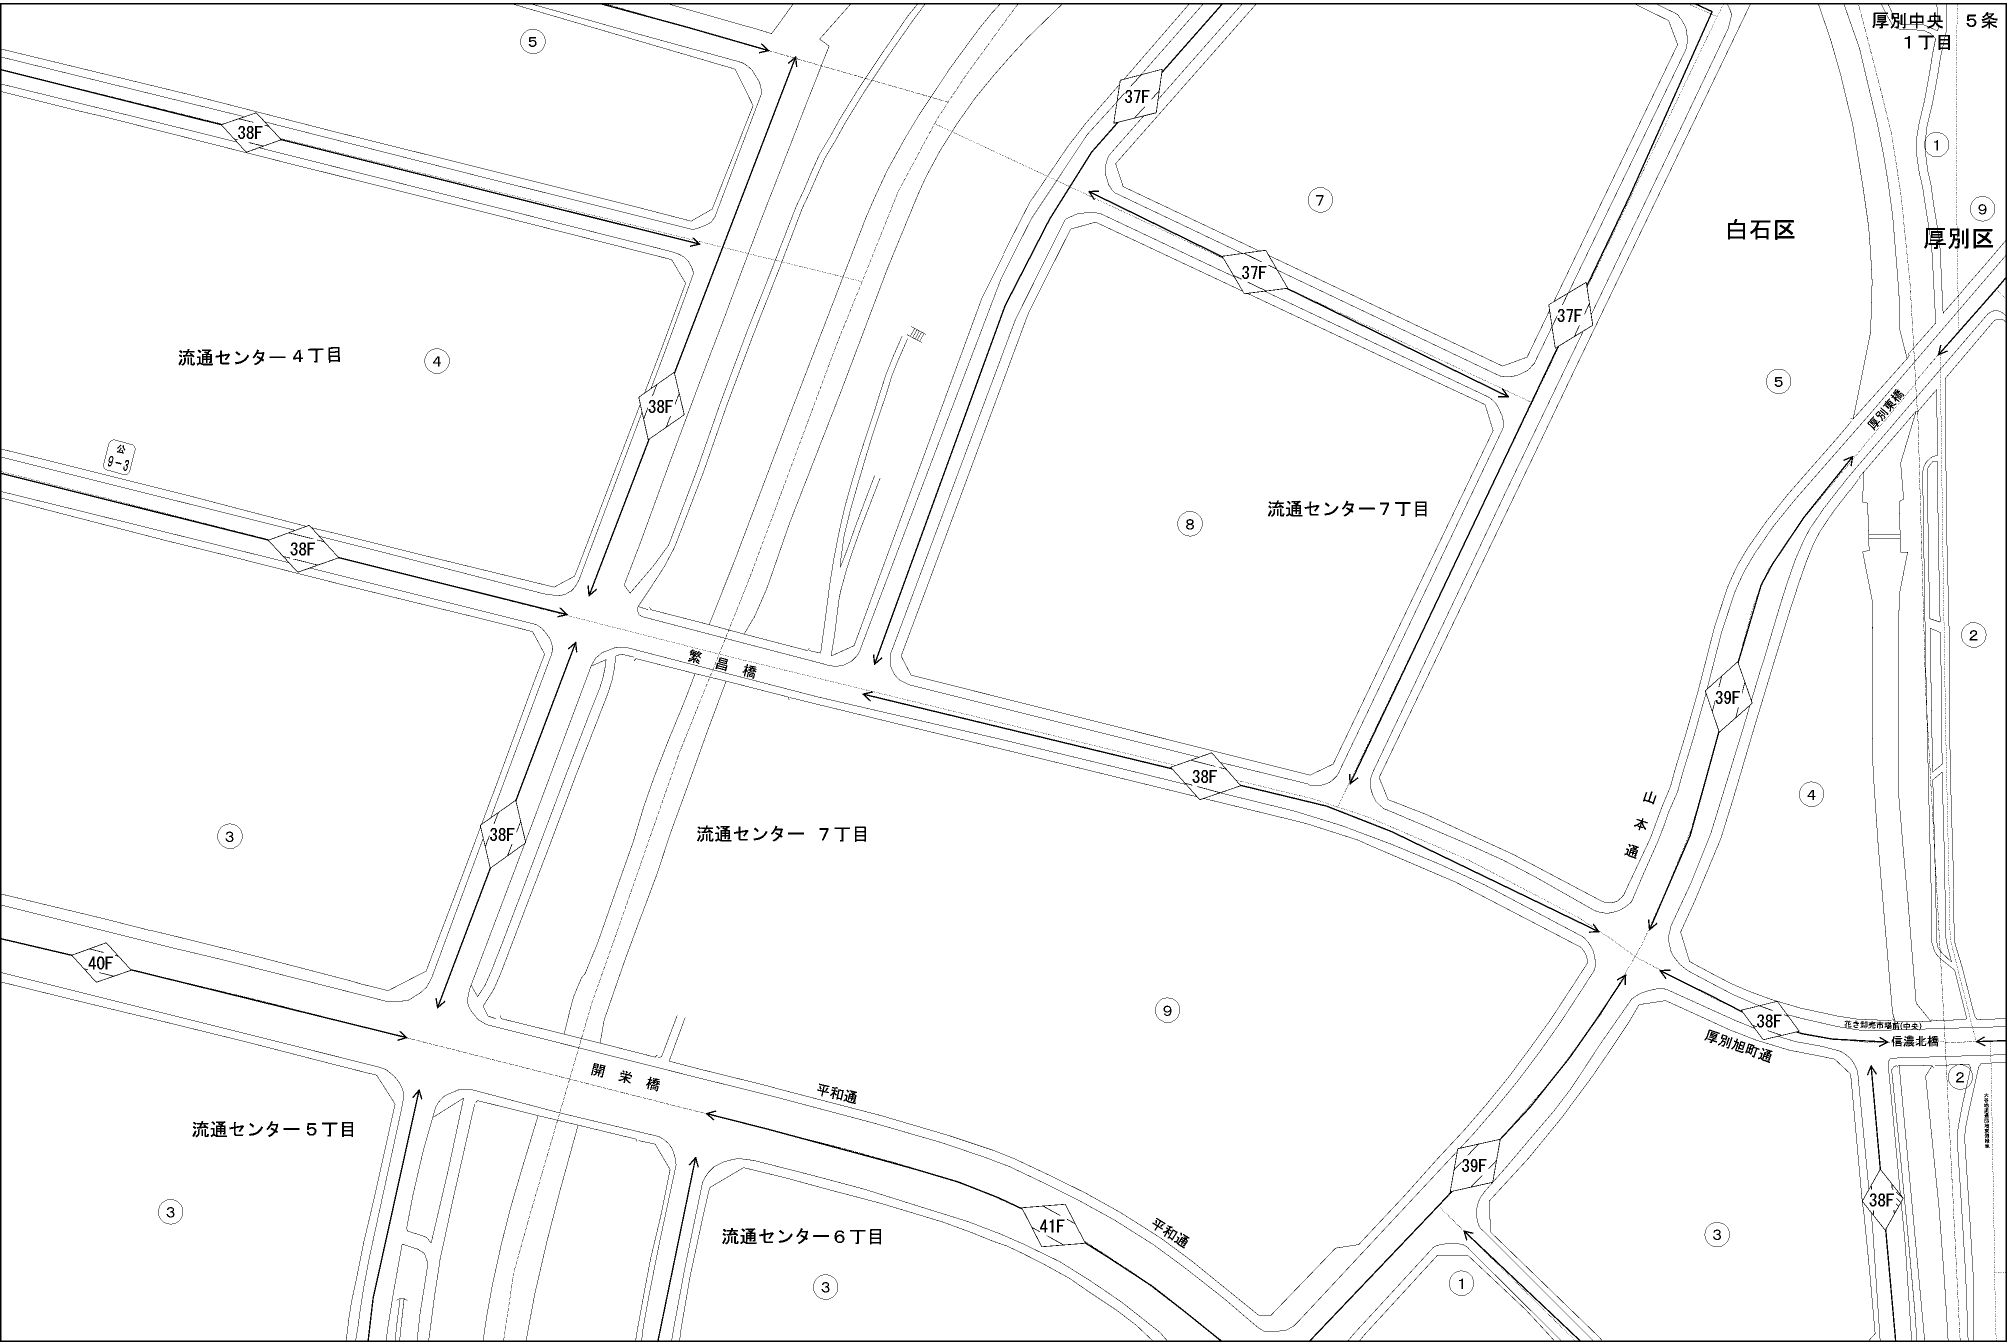 厚別中央 5条
1丁目
5
37F
38F
1
7
9
白石区
厚別区
37F
37F
流通センター4丁目
4
38F
5
厚別東橋
公
9-3
38F
8
流通センター7丁目
2
繁昌橋
39F
38F
4
山本通
3
38F
流通センター 7丁目
40F
9
38F
花き卸売市場前(中央)
信濃北橋
厚別旭町通
開栄橋
平和通
2
流通センター5丁目
39F
38F
3
41F
平和通
流通センター6丁目
3
3
1